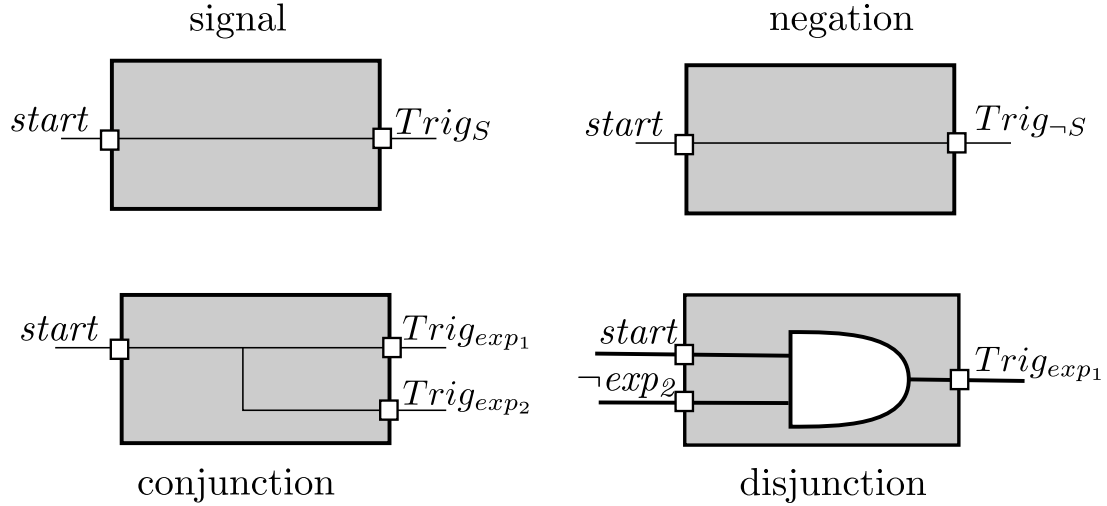 signal
start
Trig_S
negation
start
Trig_¬S
start
Trig_exp₁
Trig_exp₂
conjunction
start
¬exp₂
Trig_exp₁
disjunction